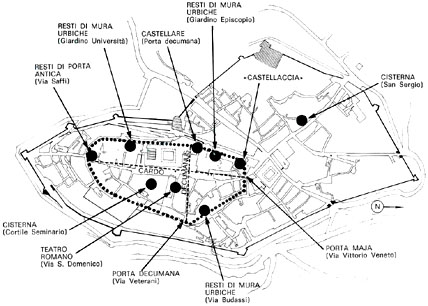 RESTI DI MURA
URBICHE
(Giardino Università)
CASTELLARE
(Porta decumana)
RESTI DI MURA
URBICHE
(Giardino Episcopio)
RESTI DI PORTA
ANTICA
(Via Saffi)
«CASTELLACCIA»
CISTERNA
(San Sergio)
CARDO
DECUMANO
N
CISTERNA
(Cortile Seminario)
TEATRO
ROMANO
(Via S. Domenico)
PORTA DECUMANA
(Via Veterani)
RESTI DI MURA
URBICHE
(Via Budassi)
PORTA MAJA
(Via Vittorio Veneto)